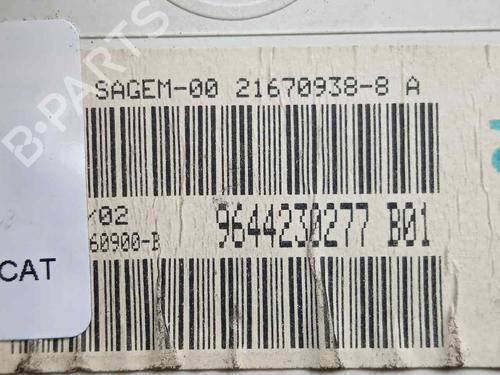 SAGEM-00 21670938-8 A
B-PARTS
/02
9644230277 B01
60900-B
CAT